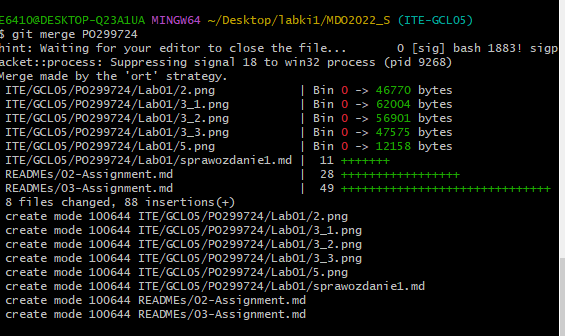 E6410@DESKTOP-Q23A1UA MINGW64 ~/Desktop/labki1/MDO2022_S (ITE-GCL05)
$ git merge PO299724
hint: Waiting for your editor to close the file...      0 [sig] bash 1883! sigp
acket::process: Suppressing signal 18 to win32 process (pid 9268)
Merge made by the 'ort' strategy.
 ITE/GCL05/PO299724/Lab01/2.png            | Bin 0 -> 46770 bytes
 ITE/GCL05/PO299724/Lab01/3_1.png          | Bin 0 -> 62004 bytes
 ITE/GCL05/PO299724/Lab01/3_2.png          | Bin 0 -> 56901 bytes
 ITE/GCL05/PO299724/Lab01/3_3.png          | Bin 0 -> 47575 bytes
 ITE/GCL05/PO299724/Lab01/5.png            | Bin 0 -> 12158 bytes
 ITE/GCL05/PO299724/Lab01/sprawozdanie1.md |  11 +++++++
 READMEs/02-Assignment.md                  |  28 +++++++++++++++++
 READMEs/03-Assignment.md                  |  49 ++++++++++++++++++++++++++++++
 8 files changed, 88 insertions(+)
 create mode 100644 ITE/GCL05/PO299724/Lab01/2.png
 create mode 100644 ITE/GCL05/PO299724/Lab01/3_1.png
 create mode 100644 ITE/GCL05/PO299724/Lab01/3_2.png
 create mode 100644 ITE/GCL05/PO299724/Lab01/3_3.png
 create mode 100644 ITE/GCL05/PO299724/Lab01/5.png
 create mode 100644 ITE/GCL05/PO299724/Lab01/sprawozdanie1.md
 create mode 100644 READMEs/02-Assignment.md
 create mode 100644 READMEs/03-Assignment.md